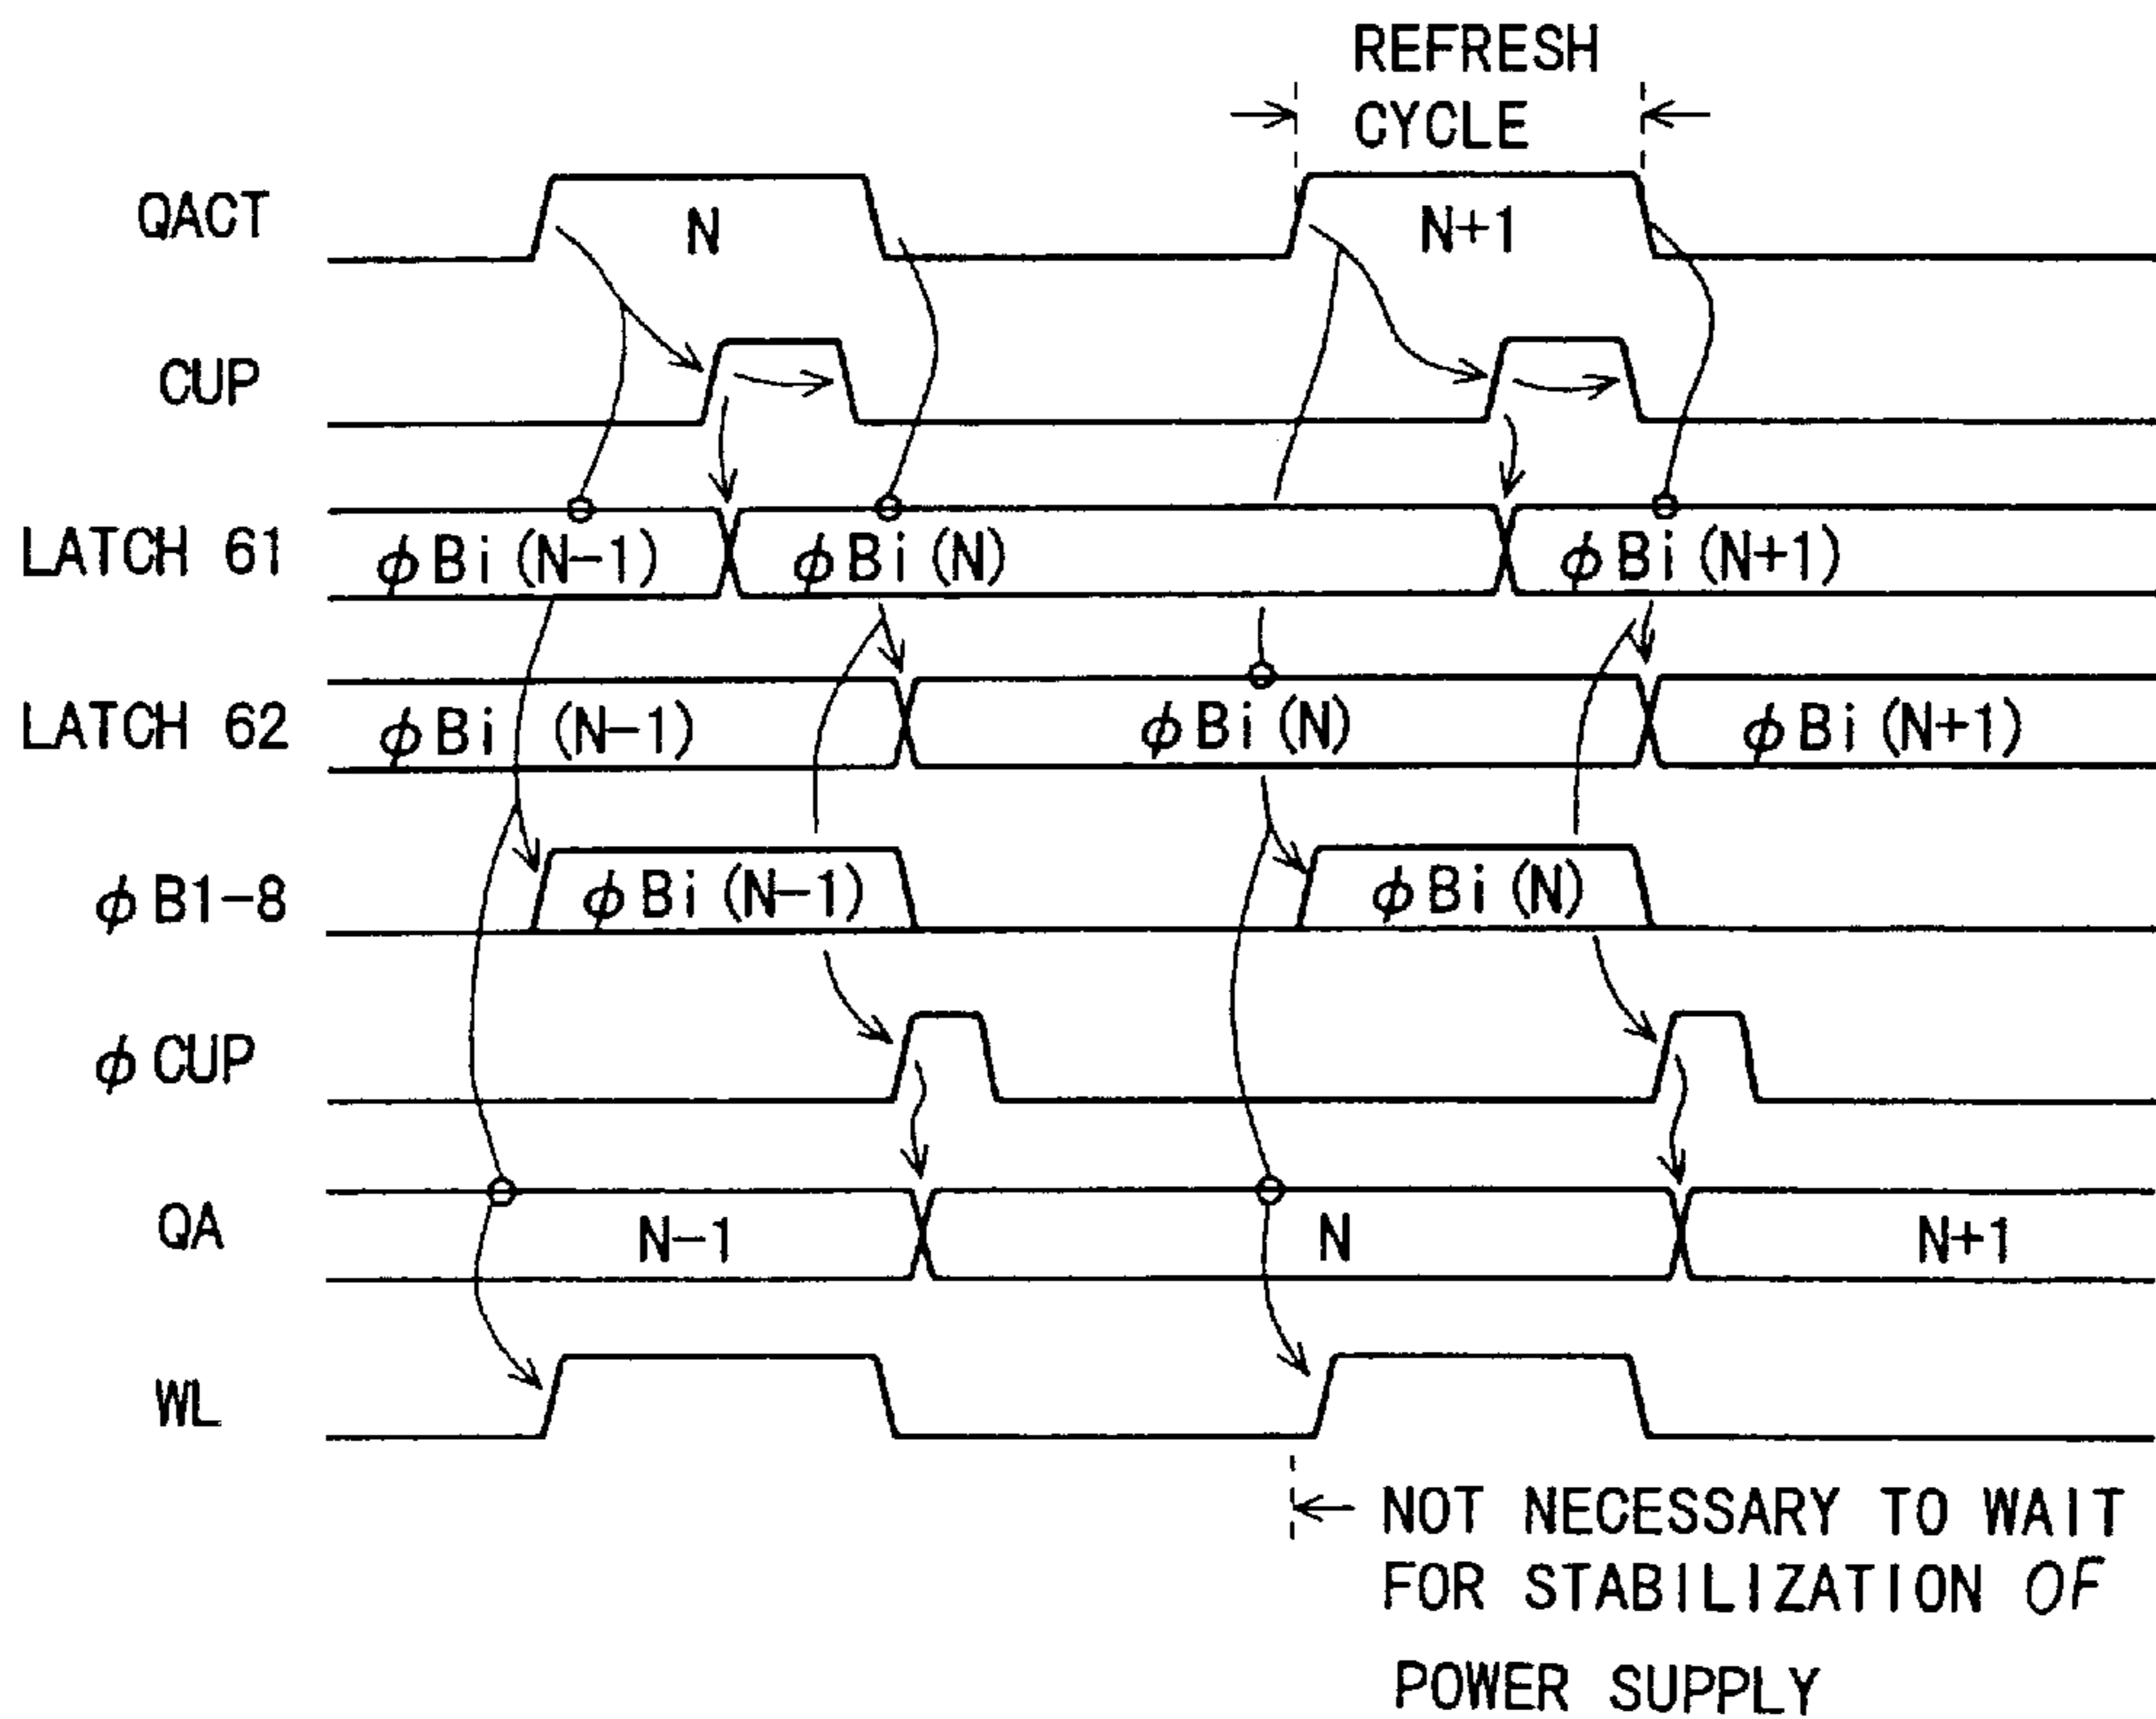 REFRESH
CYCLE
QACT N N+1
CUP
LATCH 61 ϕBi(N-1) ϕBi(N) ϕBi(N+1)
LATCH 62 ϕBi (N-1) ϕBi(N) ϕBi(N+1)
ϕB1-8 ϕBi(N-1) ϕBi(N)
ϕCUP
QA N-1 N N+1
WL
NOT NECESSARY TO WAIT
FOR STABILIZATION OF
POWER SUPPLY